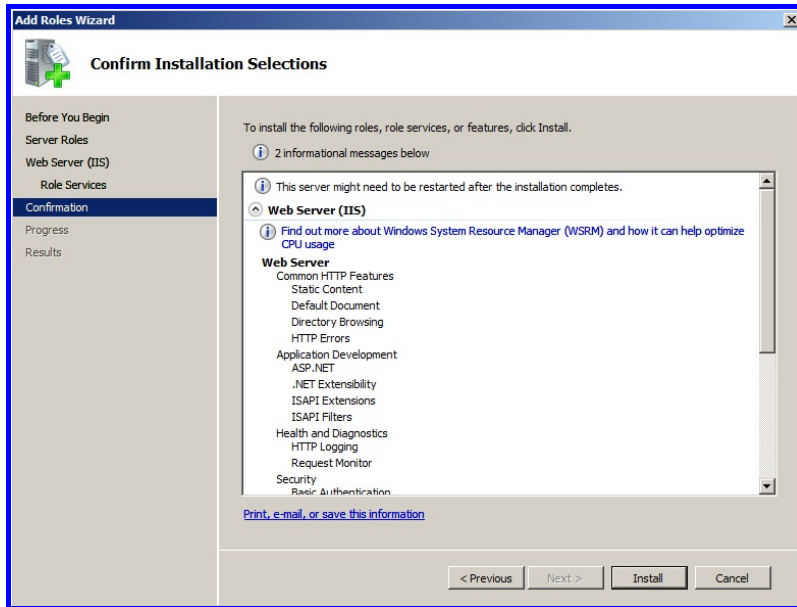 Add Roles Wizard
Confirm Installation Selections
Before You Begin
Server Roles
Web Server (IIS)
Role Services
Confirmation
Progress
Results
To install the following roles, role services, or features, click Install.
2 informational messages below
This server might need to be restarted after the installation completes.
Web Server (IIS)
Find out more about Windows System Resource Manager (WSRM) and how it can help optimize
CPU usage
Web Server
Common HTTP Features
Static Content
Default Document
Directory Browsing
HTTP Errors
Application Development
ASP.NET
.NET Extensibility
ISAPI Extensions
ISAPI Filters
Health and Diagnostics
HTTP Logging
Request Monitor
Security
Basic Authentication
Print, e-mail, or save this information
< Previous Next > Install Cancel